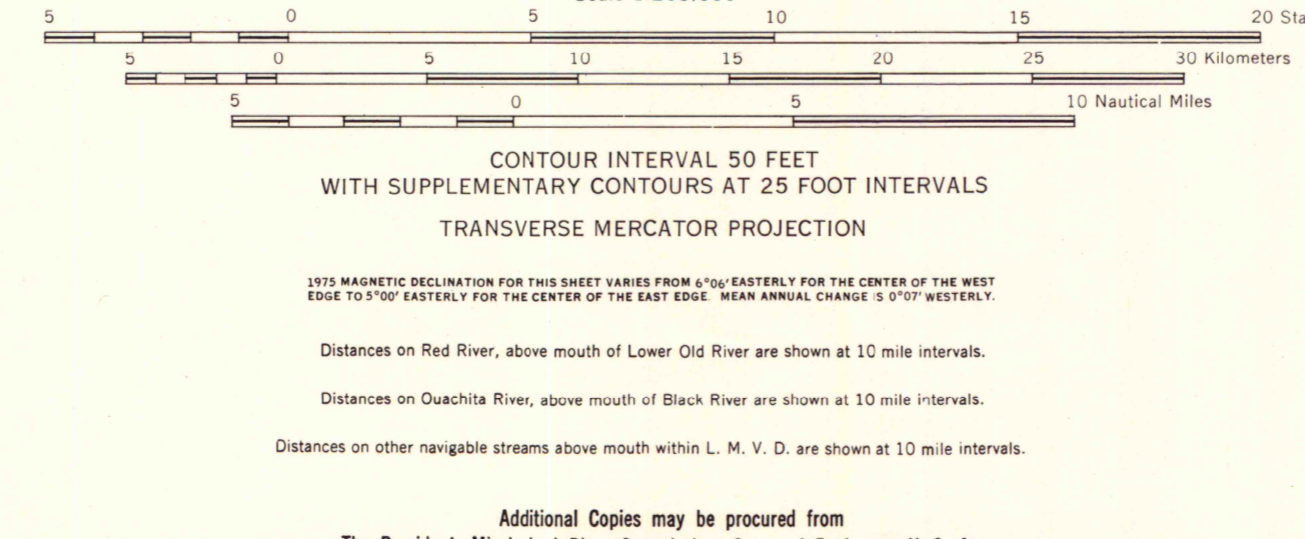 5 0 5 10 15 20
5 0 5 10 15 20 25 30 Kilometers
5 0 5 10 Nautical Miles
CONTOUR INTERVAL 50 FEET
WITH SUPPLEMENTARY CONTOURS AT 25 FOOT INTERVALS
TRANSVERSE MERCATOR PROJECTION
1975 MAGNETIC DECLINATION FOR THIS SHEET VARIES FROM 6°06' EASTERLY FOR THE CENTER OF THE WEST
EDGE TO 5°00' EASTERLY FOR THE CENTER OF THE EAST EDGE. MEAN ANNUAL CHANGE IS 0°07' WESTERLY.
Distances on Red River, above mouth of Lower Old River are shown at 10 mile intervals.
Distances on Ouachita River, above mouth of Black River are shown at 10 mile intervals.
Distances on other navigable streams above mouth within L. M. V. D. are shown at 10 mile intervals.
Additional Copies may be procured from